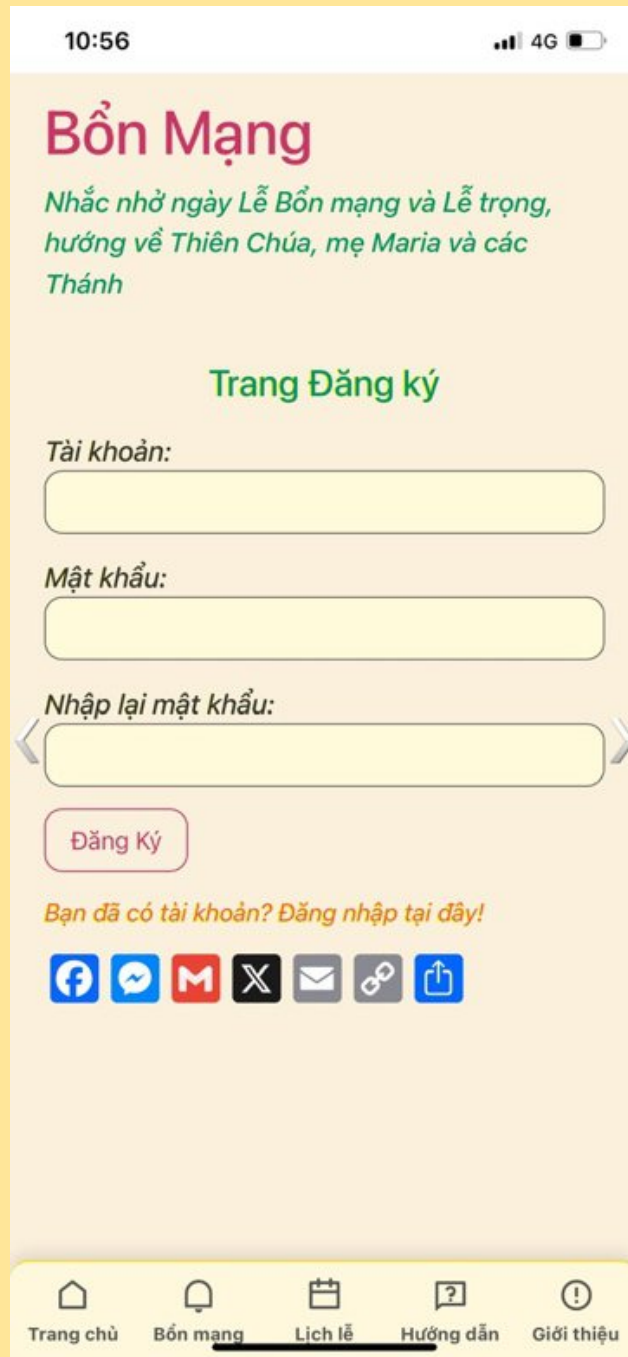 10:56
4G
Bổn Mạng
Nhắc nhở ngày Lễ Bổn mạng và Lễ trọng,
hướng về Thiên Chúa, mẹ Maria và các
Thánh
Trang Đăng ký
Tài khoản:
Mật khẩu:
Nhập lại mật khẩu:
Đăng Ký
Bạn đã có tài khoản? Đăng nhập tại đây!
Trang chủ Bổn mạng Lịch lễ Hướng dẫn Giới thiệu